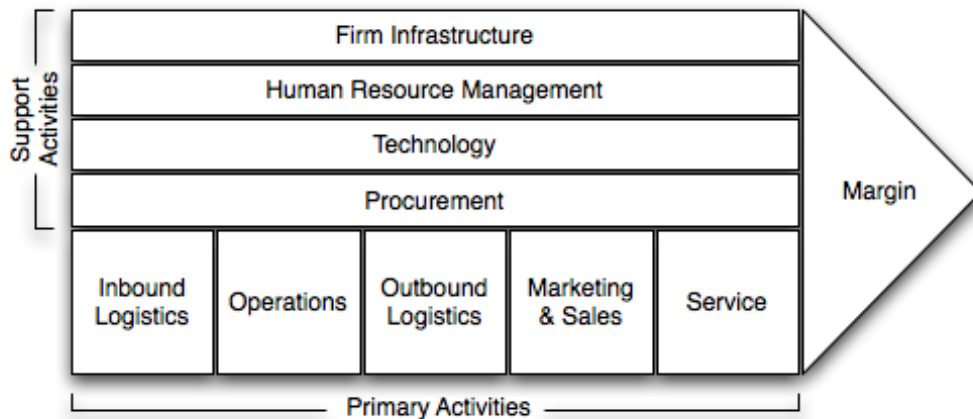 Support
Activities
Firm Infrastructure
Human Resource Management
Technology
Procurement
Margin
Inbound
Logistics
Operations
Outbound
Logistics
Marketing
& Sales
Service
Primary Activities